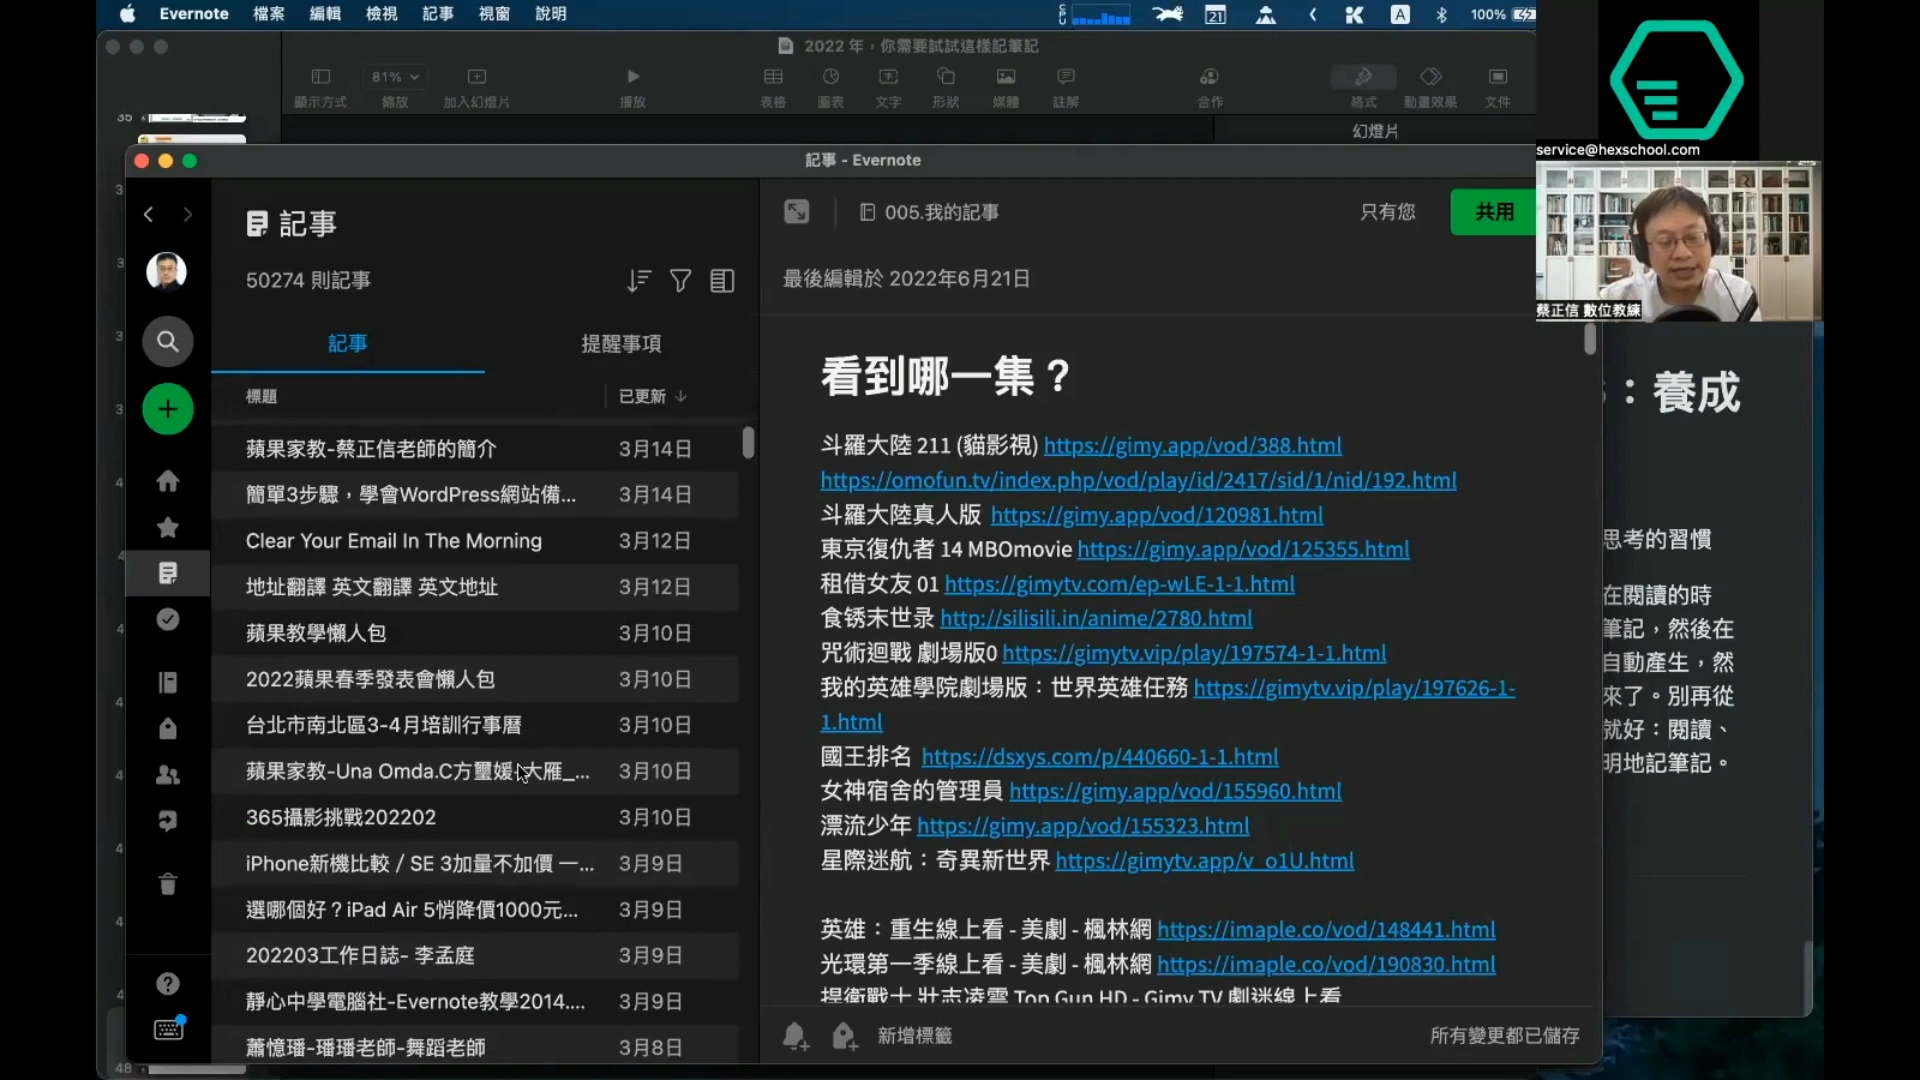 Evernote 檔案 編輯 檢視 記事 視窗 說明
21
A
100%
2022 年，你需要試試這樣記筆記
81%
顯示方式 縮放 加入幻燈片 播放 表格 圖表 文字 形狀 媒體 註解 合作 格式 動畫效果 文件
35
幻燈片
service@hexschool.com
蔡正信 數位教練
記事 - Evernote
記事
50274 則記事
記事 提醒事項
標題 已更新
蘋果家教-蔡正信老師的簡介 3月14日
簡單3步驟，學會WordPress網站備... 3月14日
Clear Your Email In The Morning 3月12日
地址翻譯 英文翻譯 英文地址 3月12日
蘋果教學懶人包 3月10日
2022蘋果春季發表會懶人包 3月10日
台北市南北區3-4月培訓行事曆 3月10日
蘋果家教-Una Omda.C方璽媛-大雁_... 3月10日
365攝影挑戰202202 3月10日
iPhone新機比較 / SE 3加量不加價 一... 3月9日
選哪個好？iPad Air 5悄降價1000元... 3月9日
202203工作日誌- 李孟庭 3月9日
靜心中學電腦社-Evernote教學2014.... 3月9日
蕭憶璠-璠璠老師-舞蹈老師 3月8日
48
005.我的記事
只有您
共用
最後編輯於 2022年6月21日
看到哪一集？
斗羅大陸 211 (貓影視) https://gimy.app/vod/388.html
https://omofun.tv/index.php/vod/play/id/2417/sid/1/nid/192.html
斗羅大陸真人版 https://gimy.app/vod/120981.html
東京復仇者 14 MBOmovie https://gimy.app/vod/125355.html
租借女友 01 https://gimytv.com/ep-wLE-1-1.html
食锈末世录 http://silisili.in/anime/2780.html
咒術迴戰 劇場版0 https://gimytv.vip/play/197574-1-1.html
我的英雄學院劇場版：世界英雄任務 https://gimytv.vip/play/197626-1-
1.html
國王排名 https://dsxys.com/p/440660-1-1.html
女神宿舍的管理員 https://gimy.app/vod/155960.html
漂流少年 https://gimy.app/vod/155323.html
星際迷航：奇異新世界 https://gimytv.app/v_o1U.html
英雄：重生線上看 - 美劇 - 楓林網 https://imaple.co/vod/148441.html
光環第一季線上看 - 美劇 - 楓林網 https://imaple.co/vod/190830.html
捍衛戰士 壯志凌雲 Top Gun HD - Gimy TV 劇迷線上看
新增標籤
所有變更都已儲存
：養成
思考的習慣
在閱讀的時
筆記，然後在
自動產生，然
來了。別再從
就好：閱讀、
明地記筆記。